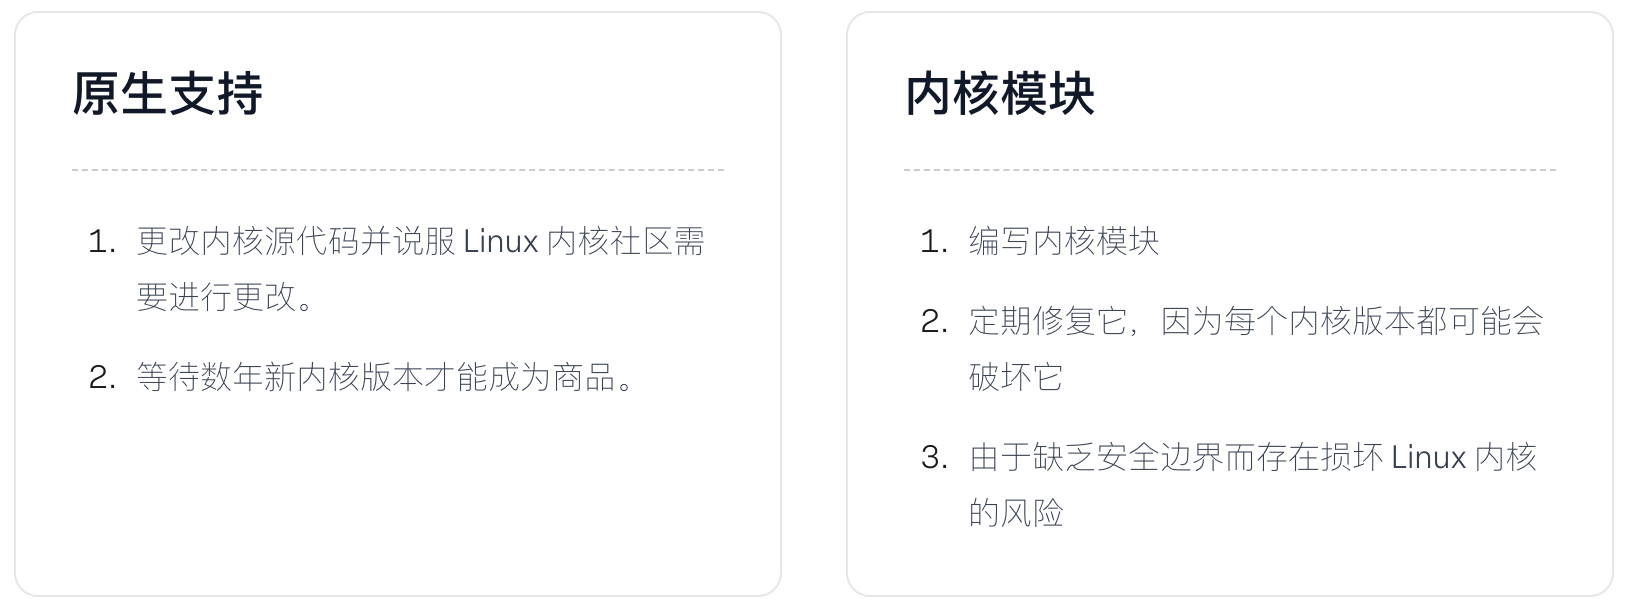 原生支持
1. 更改内核源代码并说服 Linux 内核社区需
要进行更改。
2. 等待数年新内核版本才能成为商品。
内核模块
1. 编写内核模块
2. 定期修复它，因为每个内核版本都可能会
破坏它
3. 由于缺乏安全边界而存在损坏 Linux 内核
的风险